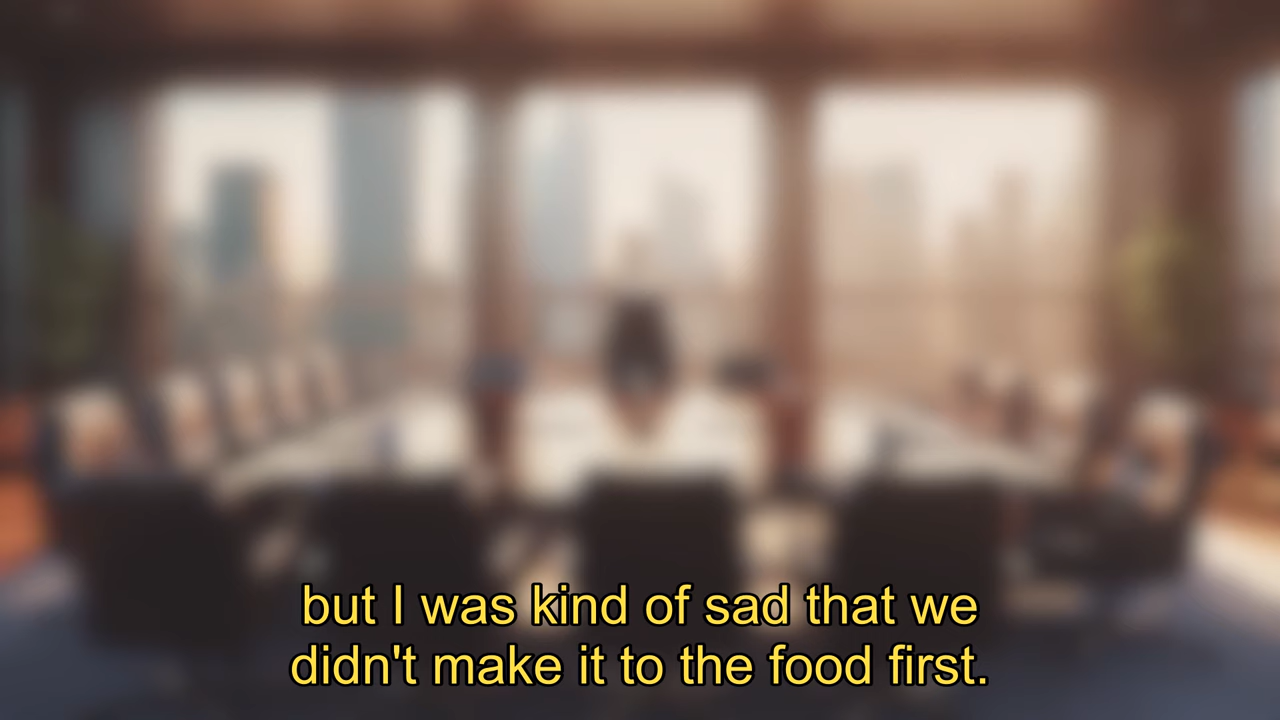 but I was kind of sad that we
didn't make it to the food first.